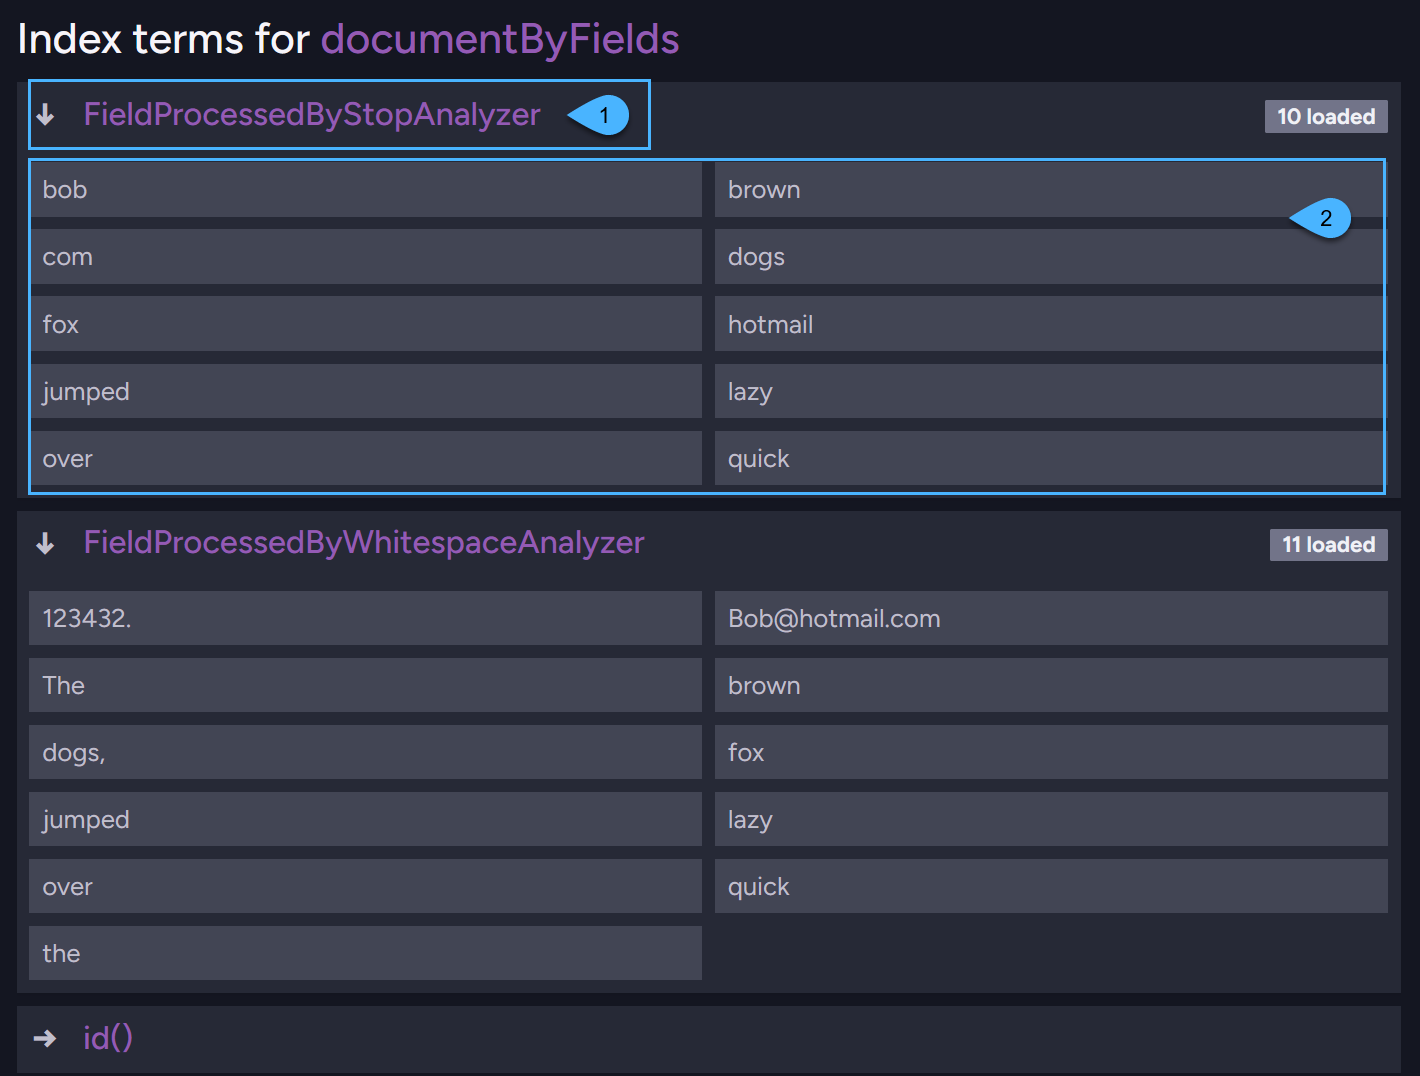 Index terms for documentByFields
FieldProcessedByStopAnalyzer 1 10 loaded
bob brown
2
com dogs
fox hotmail
jumped lazy
over quick
FieldProcessedByWhitespaceAnalyzer 11 loaded
123432. Bob@hotmail.com
The brown
dogs, fox
jumped lazy
over quick
the
id()